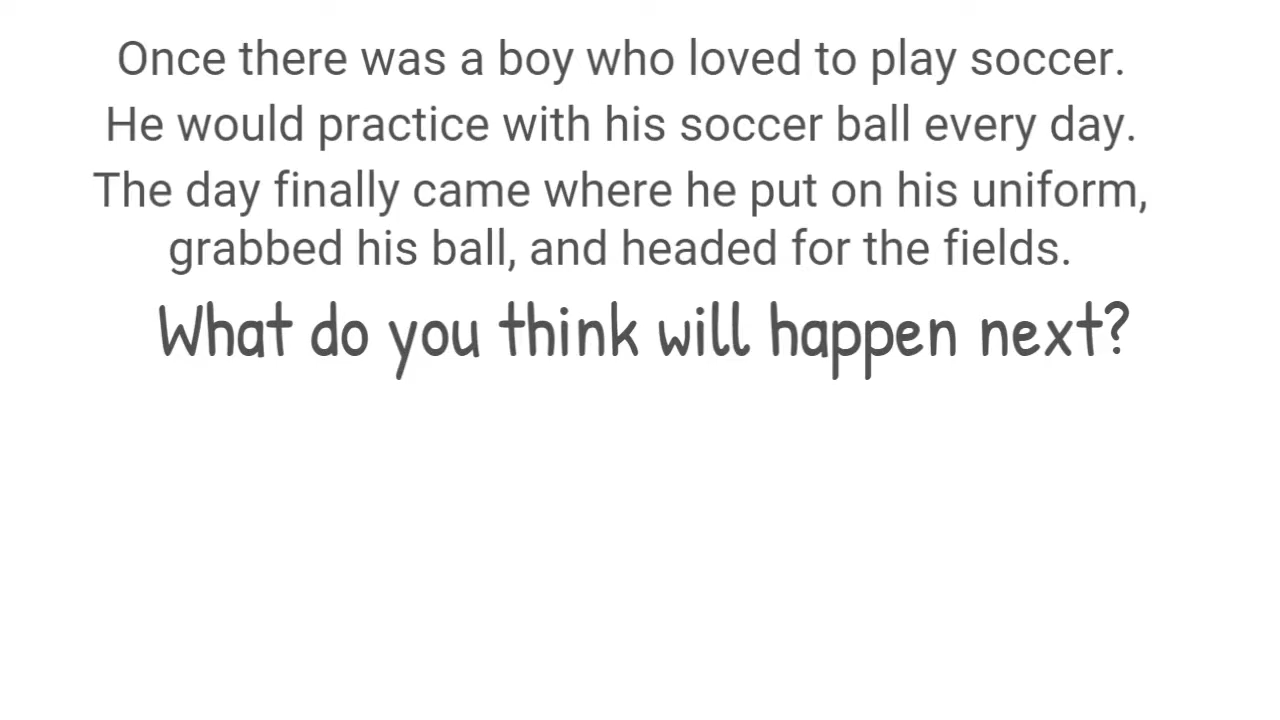 Once there was a boy who loved to play soccer.
He would practice with his soccer ball every day.
The day finally came where he put on his uniform,
grabbed his ball, and headed for the fields.
What do you think will happen next?